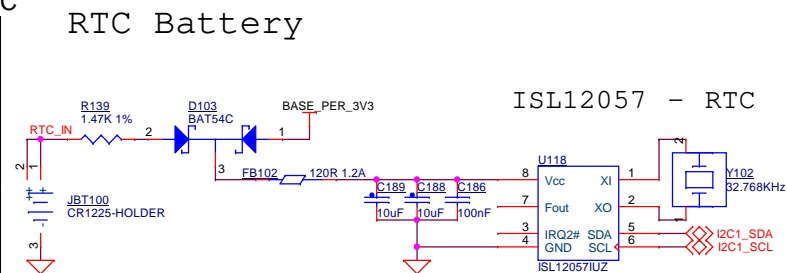 C
RTC Battery
ISL12057 - RTC
R139
1.47K 1%
D103
BAT54C
BASE_PER_3V3
RTC_IN
2
1
3
FB102
120R 1.2A
2
1
JBT100
CR1225-HOLDER
3
C189
10uF
C188
10uF
C186
100nF
U118
8
Vcc
XI
1
7
Fout
XO
2
3
IRQ2#
SDA
5
4
GND
SCL
6
ISL12057IUZ
2
Y102
32.768KHz
1
I2C1_SDA
I2C1_SCL